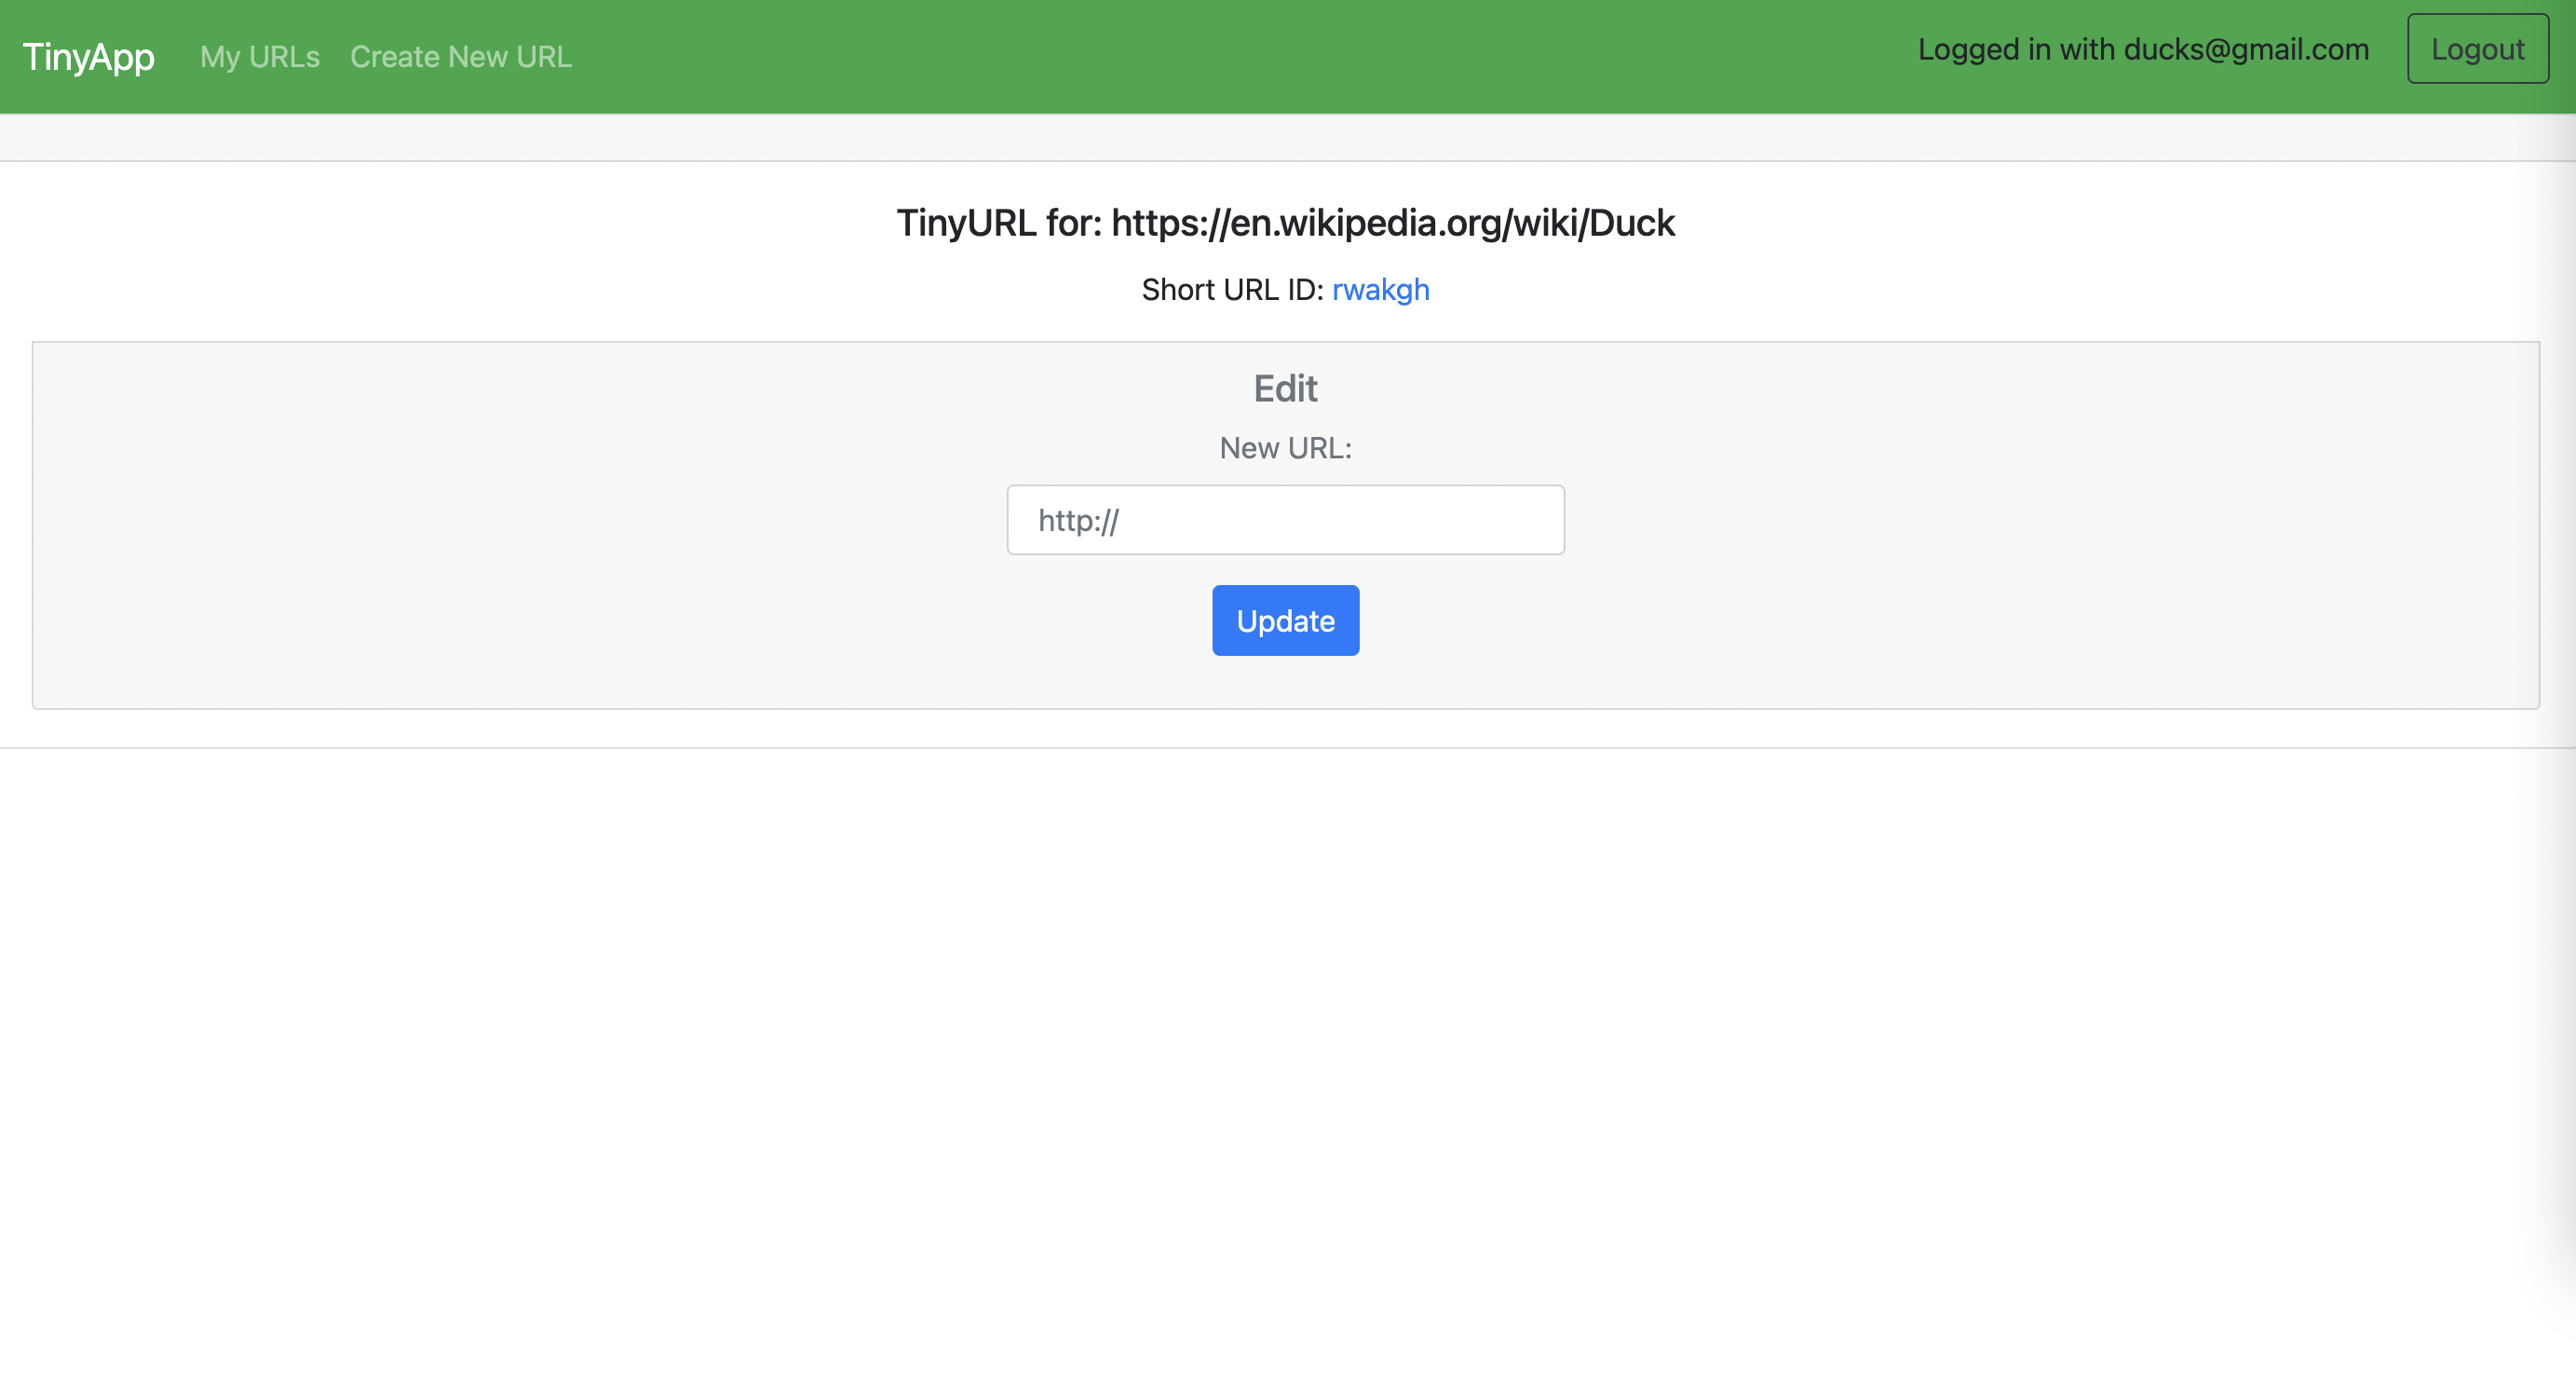 TinyApp My URLs Create New URL Logged in with ducks@gmail.com Logout
TinyURL for: https://en.wikipedia.org/wiki/Duck
Short URL ID: rwakgh
Edit
New URL:
http://
Update